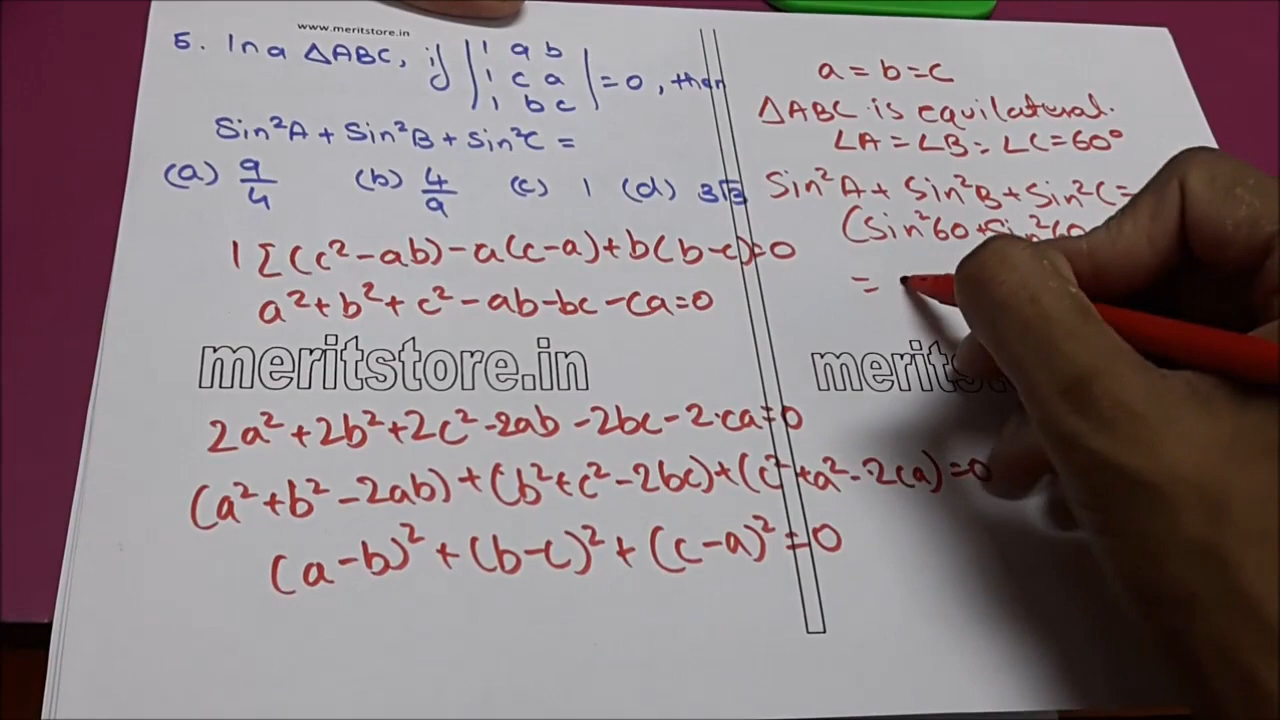 www.meritstore.in
5. In a ΔABC, if |1 a b
1 c a
1 b c| = 0, then
Sin²A + Sin²B + Sin²C =
(a) 9/4 (b) 4/9 (c) 1 (d) 3√3
1[(c²-ab)-a(c-a)+b(b-c)=0
a²+b²+c²-ab-bc-ca=0
meritstore.in
2a²+2b²+2c²-2ab-2bc-2·ca=0
(a²+b²-2ab)+(b²+c²-2bc)+(c²+a²-2ca)=0
(a-b)²+(b-c)²+(c-a)²=0
a=b=c
ΔABC is equilateral.
∠A=∠B=∠C=60°
Sin²A+Sin²B+Sin²C=
(Sin²60+Sin²60
=
merits